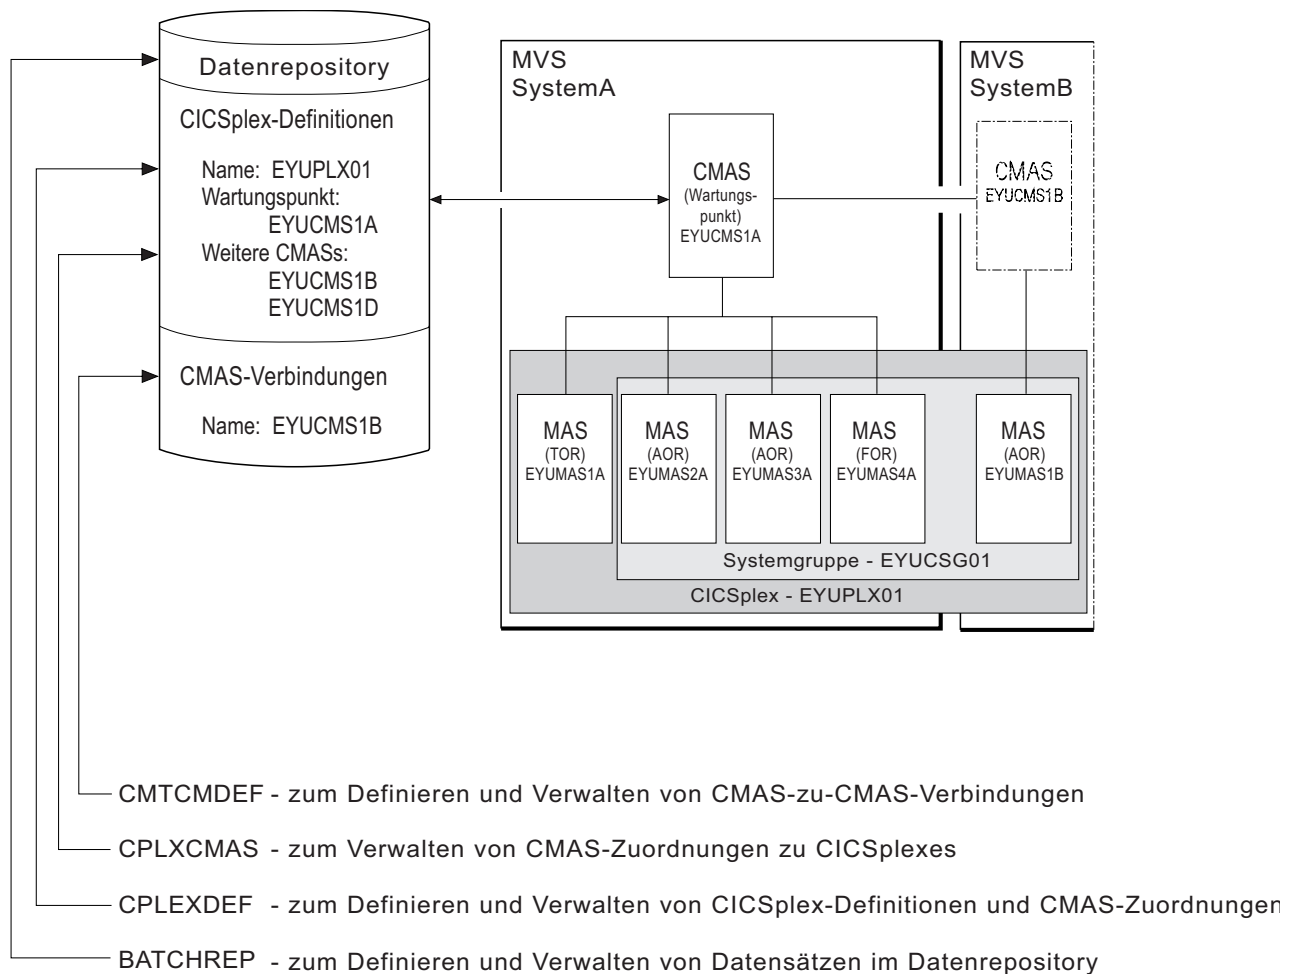 Datenrepository
CICSplex-Definitionen
Name: EYUPLX01
Wartungspunkt:
EYUCMS1A
Weitere CMASs:
EYUCMS1B
EYUCMS1D
CMAS-Verbindungen
Name: EYUCMS1B
MVS
SystemA
CMAS
(Wartungs-
punkt)
EYUCMS1A
MVS
SystemB
CMAS
EYUCMS1B
MAS
(TOR)
EYUMAS1A
MAS
(AOR)
EYUMAS2A
MAS
(AOR)
EYUMAS3A
MAS
(FOR)
EYUMAS4A
MAS
(AOR)
EYUMAS1B
Systemgruppe - EYUCSG01
CICSplex - EYUPLX01
CMTCMDEF - zum Definieren und Verwalten von CMAS-zu-CMAS-Verbindungen
CPLXCMAS - zum Verwalten von CMAS-Zuordnungen zu CICSplexes
CPLEXDEF - zum Definieren und Verwalten von CICSplex-Definitionen und CMAS-Zuordnungen
BATCHREP - zum Definieren und Verwalten von Datensätzen im Datenrepository